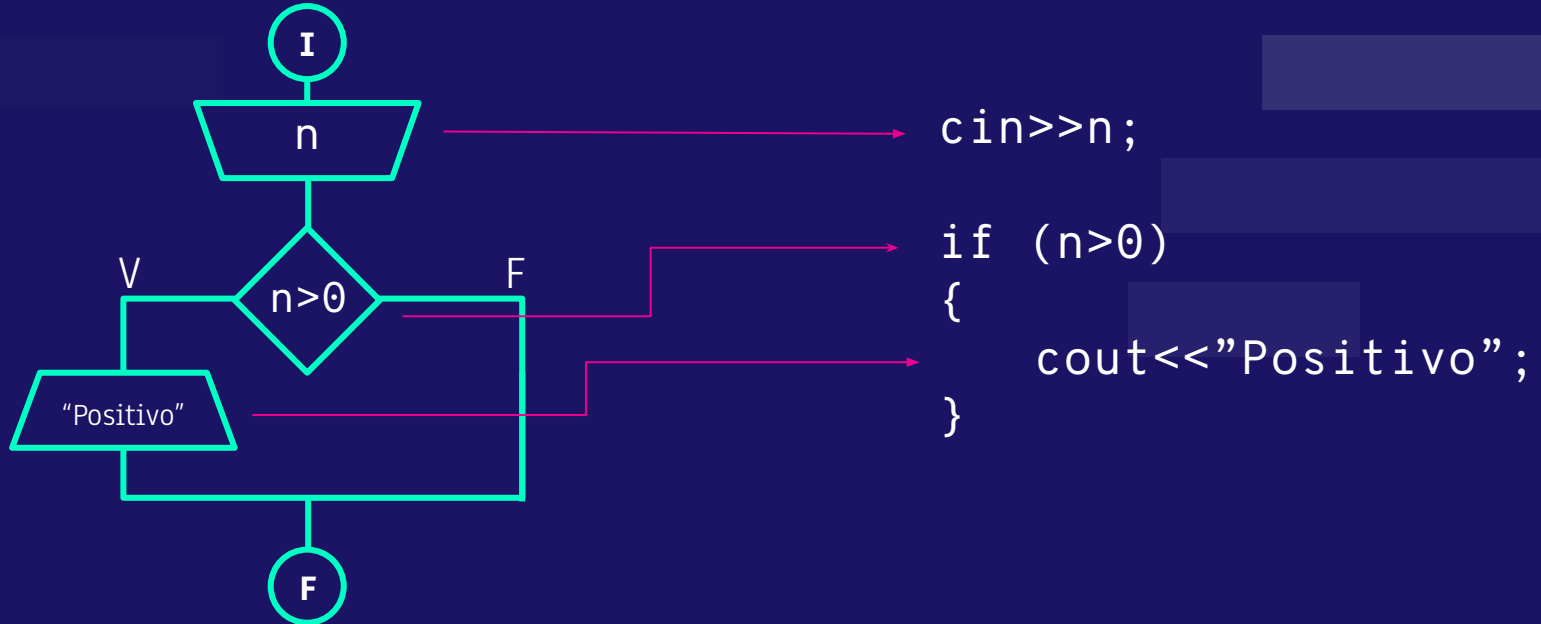 I
n
V
n>0
F
“Positivo”
F
cin>>n;
if (n>0)
{
cout<<”Positivo”;
}